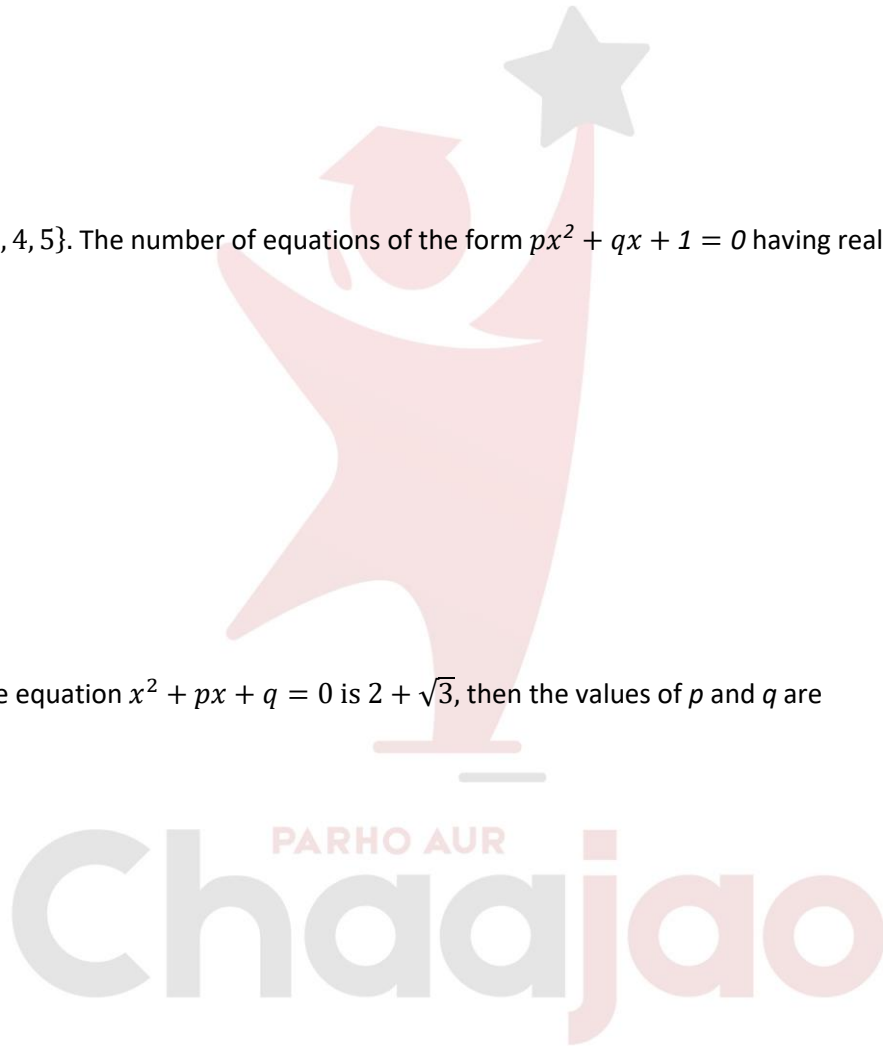 , 4, 5}. The number of equations of the form 𝑝𝑥² + 𝑞𝑥 + 1 = 0 having real
e equation 𝑥² + 𝑝𝑥 + 𝑞 = 0 is 2 + √3, then the values of p and q are
PARHO AUR
Chaajao